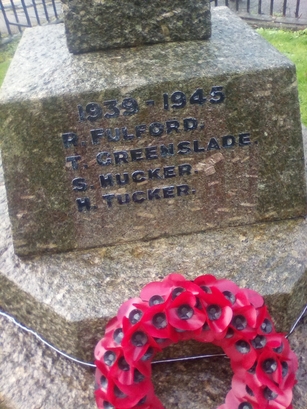 1939 - 1945
R. FULFORD.
T. GREENSLADE.
S. HUCKER.
H. TUCKER.